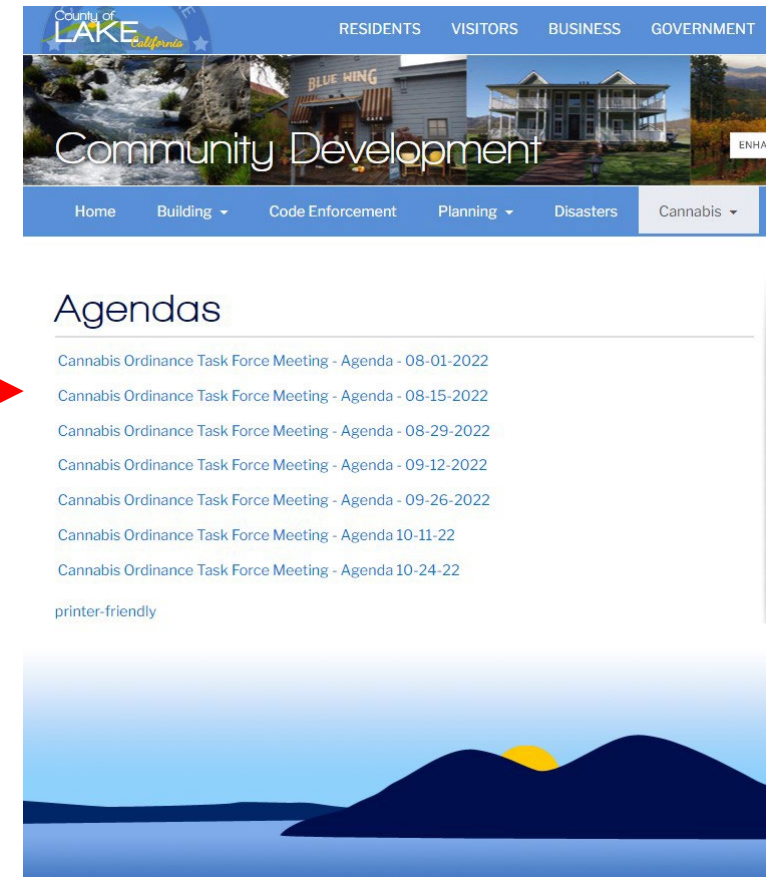 County of
LAKE
California
RESIDENTS VISITORS BUSINESS GOVERNMENT
BLUE WING
Community Development
ENHA
Home Building Code Enforcement Planning Disasters Cannabis
Agendas
Cannabis Ordinance Task Force Meeting - Agenda - 08-01-2022
Cannabis Ordinance Task Force Meeting - Agenda - 08-15-2022
Cannabis Ordinance Task Force Meeting - Agenda - 08-29-2022
Cannabis Ordinance Task Force Meeting - Agenda - 09-12-2022
Cannabis Ordinance Task Force Meeting - Agenda - 09-26-2022
Cannabis Ordinance Task Force Meeting - Agenda 10-11-22
Cannabis Ordinance Task Force Meeting - Agenda 10-24-22
printer-friendly